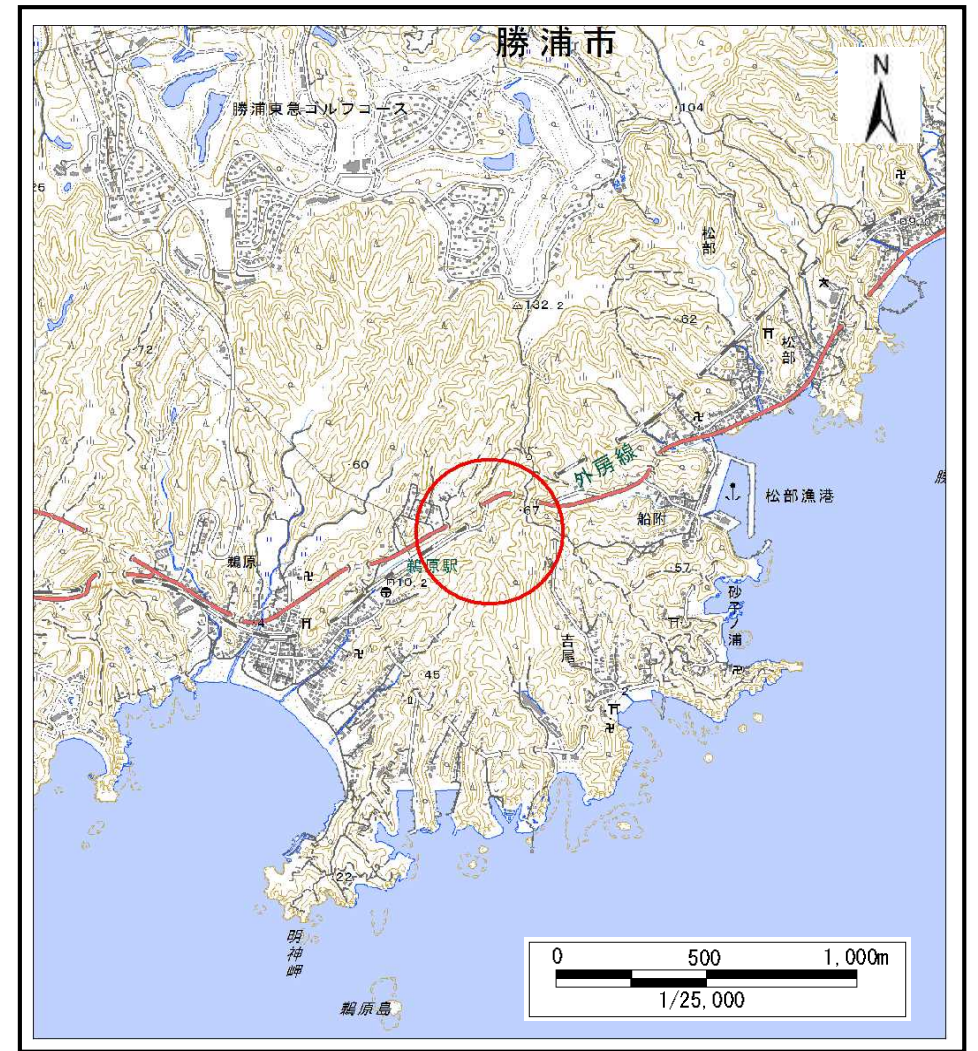 勝浦市
N
勝浦東急ゴルフコース
104
松部
132.2
62
松部
72
60
外房線
67
松部漁港
船附
鵜原
鵜原駅
10.2
57
砂子ノ浦
4
吉尾
45
2
22
明神岬
鵜原島
0 500 1,000m
1/25,000